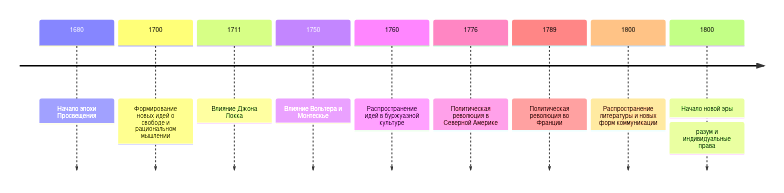 1680
1700
1711
1750
1760
1776
1789
1800
1800
Начало эпохи
Просвещения
Формирование
новых идей о
свободе и
рациональном
мышлении
Влияние Джона
Локка
Влияние Вольтера и
Монтескье
Распространение
идей в буржуазной
культуре
Политическая
революция в
Северной Америке
Политическая
революция во
Франции
Распространение
литературы и новых
форм коммуникации
Начало новой эры
разум и
индивидуальные
права